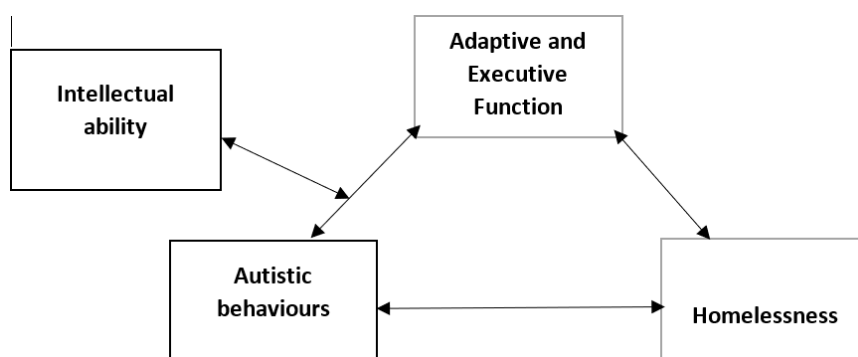 Adaptive and
Executive
Function
Intellectual
ability
Autistic
behaviours
Homelessness